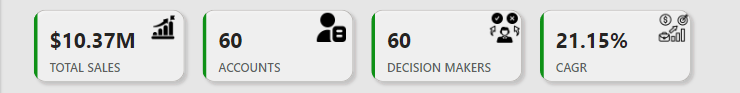 $10.37M
TOTAL SALES
60
ACCOUNTS
60
DECISION MAKERS
21.15%
CAGR